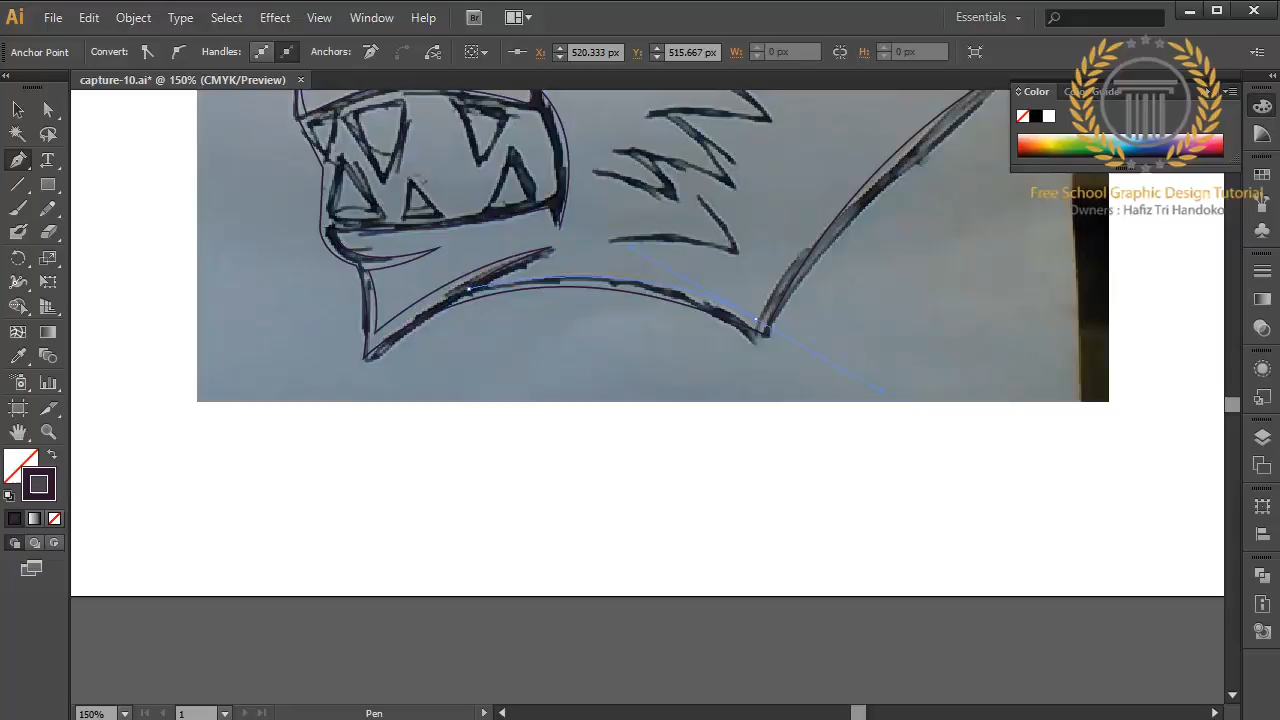 Ai File Edit Object Type Select Effect View Window Help Br Essentials
Anchor Point Convert: Handles: Anchors: X: 520.333 px Y: 515.667 px W: 0 px H: 0 px
capture-10.ai* @ 150% (CMYK/Preview)
Color Color Guide
Free School Graphic Design Tutorial
Owners : Hafiz Tri Handoko
150% 1 Pen